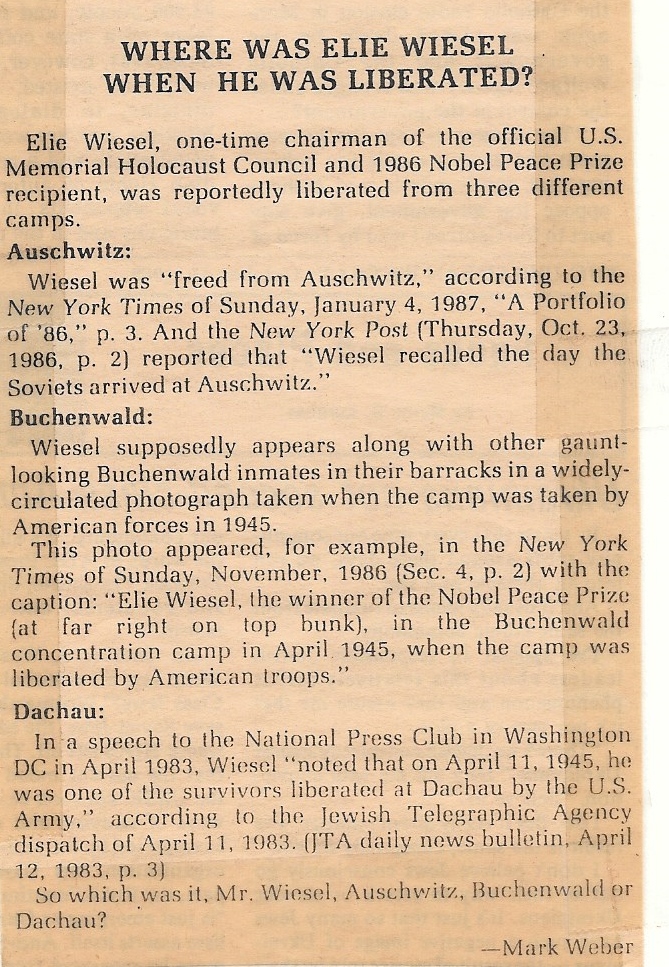 WHERE WAS ELIE WIESEL
WHEN HE WAS LIBERATED?
Elie Wiesel, one-time chairman of the official U.S.
Memorial Holocaust Council and 1986 Nobel Peace Prize
recipient, was reportedly liberated from three different
camps.
Auschwitz:
Wiesel was “freed from Auschwitz,” according to the
New York Times of Sunday, January 4, 1987, “A Portfolio
of ’86,” p. 3. And the New York Post (Thursday, Oct. 23,
1986, p. 2) reported that “Wiesel recalled the day the
Soviets arrived at Auschwitz.”
Buchenwald:
Wiesel supposedly appears along with other gaunt-
looking Buchenwald inmates in their barracks in a widely-
circulated photograph taken when the camp was taken by
American forces in 1945.
This photo appeared, for example, in the New York
Times of Sunday, November, 1986 (Sec. 4, p. 2) with the
caption: “Elie Wiesel, the winner of the Nobel Peace Prize
(at far right on top bunk), in the Buchenwald
concentration camp in April 1945, when the camp was
liberated by American troops.”
Dachau:
In a speech to the National Press Club in Washington
DC in April 1983, Wiesel “noted that on April 11, 1945, he
was one of the survivors liberated at Dachau by the U.S.
Army,” according to the Jewish Telegraphic Agency
dispatch of April 11, 1983. (JTA daily news bulletin, April
12, 1983, p. 3)
So which was it, Mr. Wiesel, Auschwitz, Buchenwald or
Dachau?
—Mark Weber